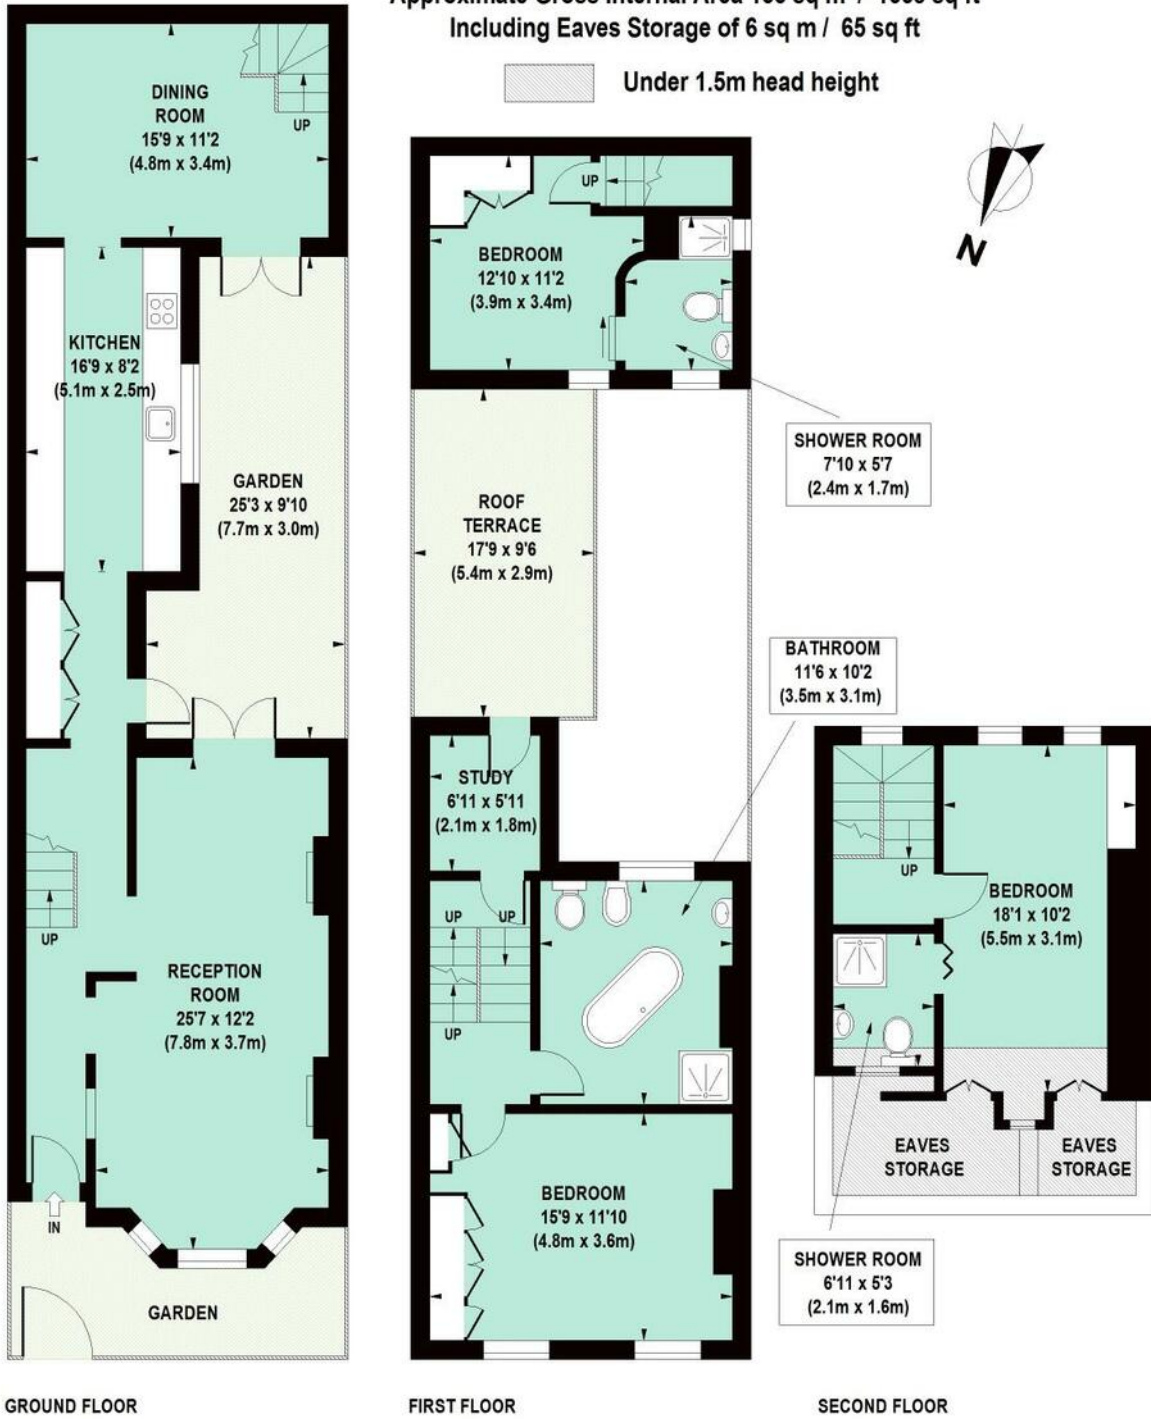 Including Eaves Storage of 6 sq m / 65 sq ft
Under 1.5m head height
N
DINING
ROOM
15'9 x 11'2
(4.8m x 3.4m)
UP
KITCHEN
16'9 x 8'2
(5.1m x 2.5m)
GARDEN
25'3 x 9'10
(7.7m x 3.0m)
UP
RECEPTION
ROOM
25'7 x 12'2
(7.8m x 3.7m)
IN
GARDEN
GROUND FLOOR
UP
BEDROOM
12'10 x 11'2
(3.9m x 3.4m)
SHOWER ROOM
7'10 x 5'7
(2.4m x 1.7m)
ROOF
TERRACE
17'9 x 9'6
(5.4m x 2.9m)
BATHROOM
11'6 x 10'2
(3.5m x 3.1m)
STUDY
6'11 x 5'11
(2.1m x 1.8m)
UP
UP
UP
BEDROOM
15'9 x 11'10
(4.8m x 3.6m)
FIRST FLOOR
UP
BEDROOM
18'1 x 10'2
(5.5m x 3.1m)
EAVES
STORAGE
EAVES
STORAGE
SHOWER ROOM
6'11 x 5'3
(2.1m x 1.6m)
SECOND FLOOR